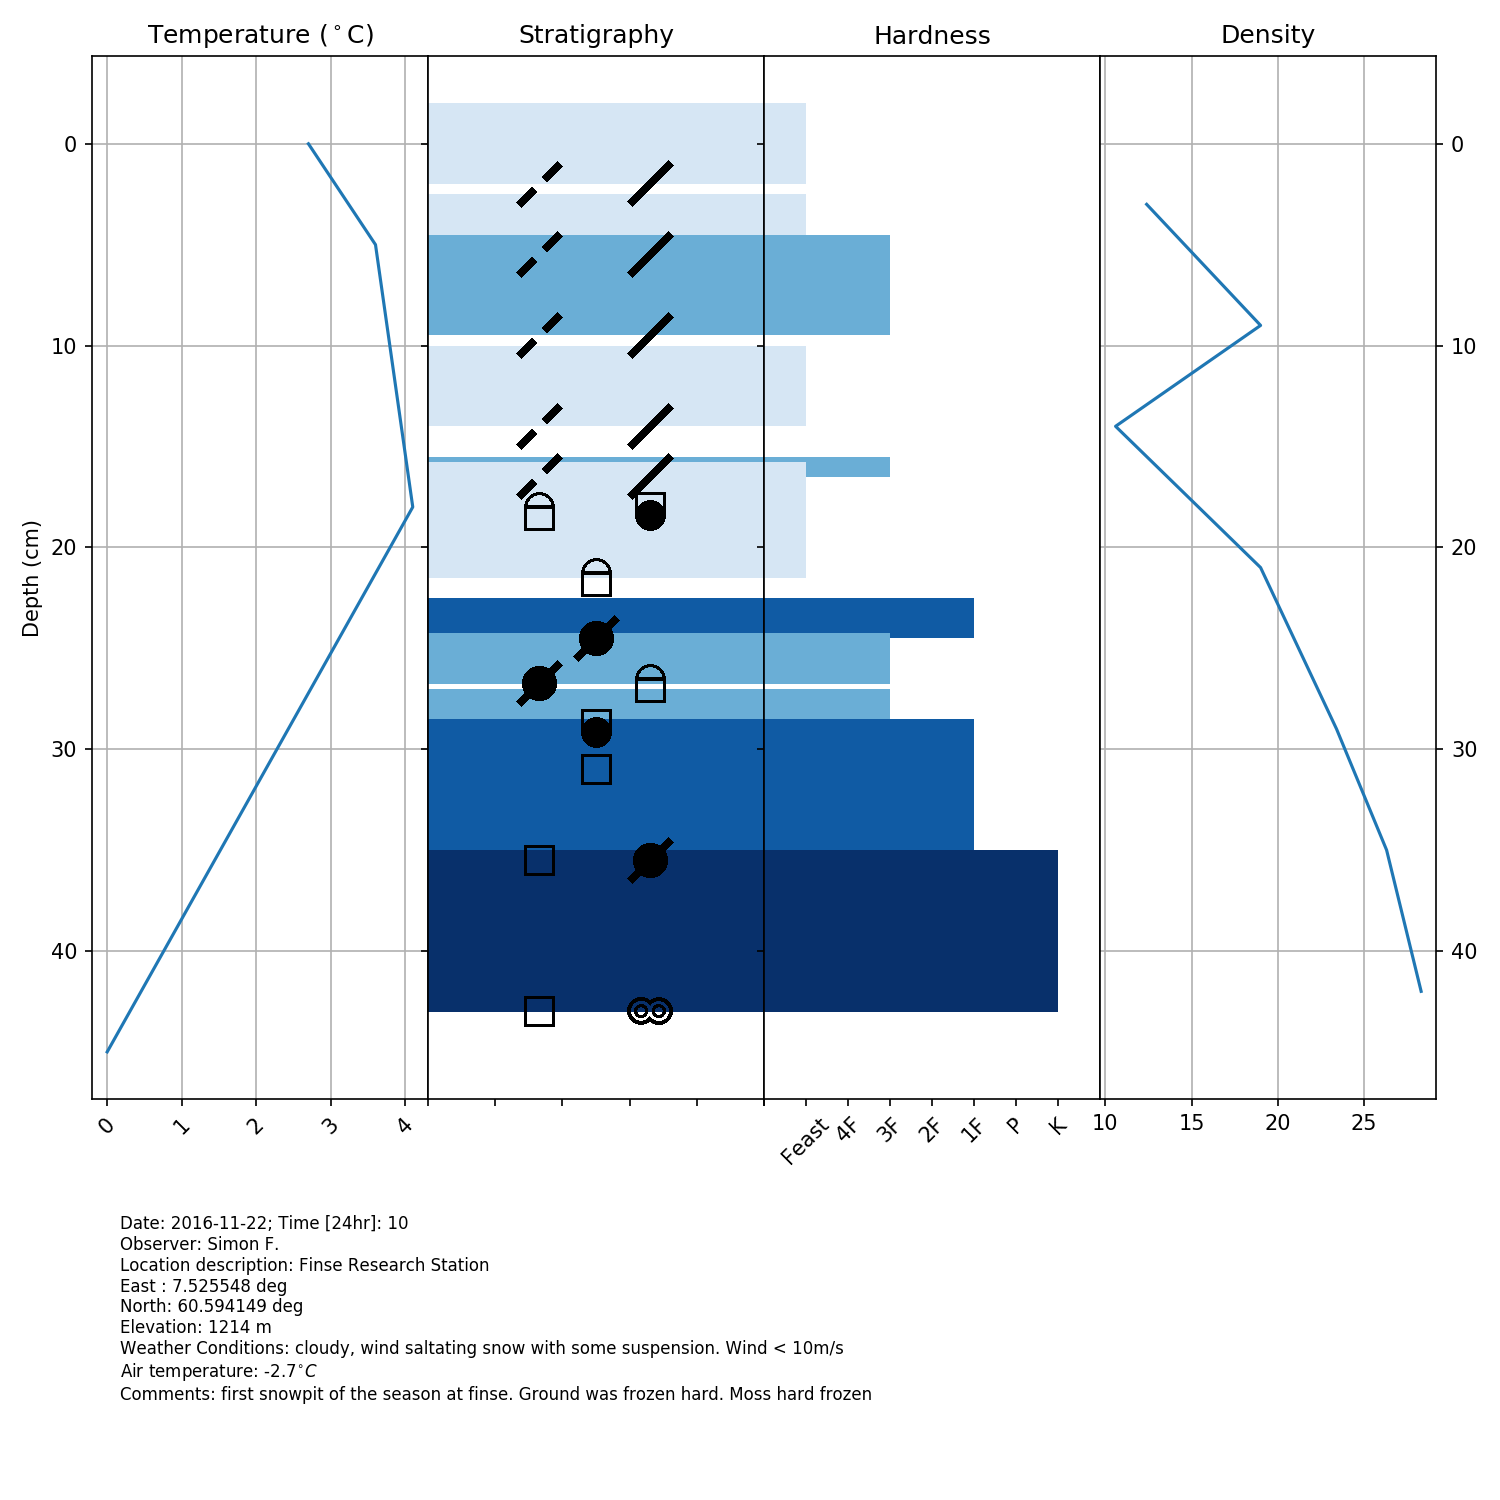 Temperature (°C) Stratigraphy Hardness Density
0 0
10 10
20 20
Depth (cm)
30 30
40 40
0 1 2 3 4 Feast 4F 3F 2F 1F P K 10 15 20 25
Date: 2016-11-22; Time [24hr]: 10
Observer: Simon F.
Location description: Finse Research Station
East : 7.525548 deg
North: 60.594149 deg
Elevation: 1214 m
Weather Conditions: cloudy, wind saltating snow with some suspension. Wind < 10m/s
Air temperature: -2.7°C
Comments: first snowpit of the season at finse. Ground was frozen hard. Moss hard frozen